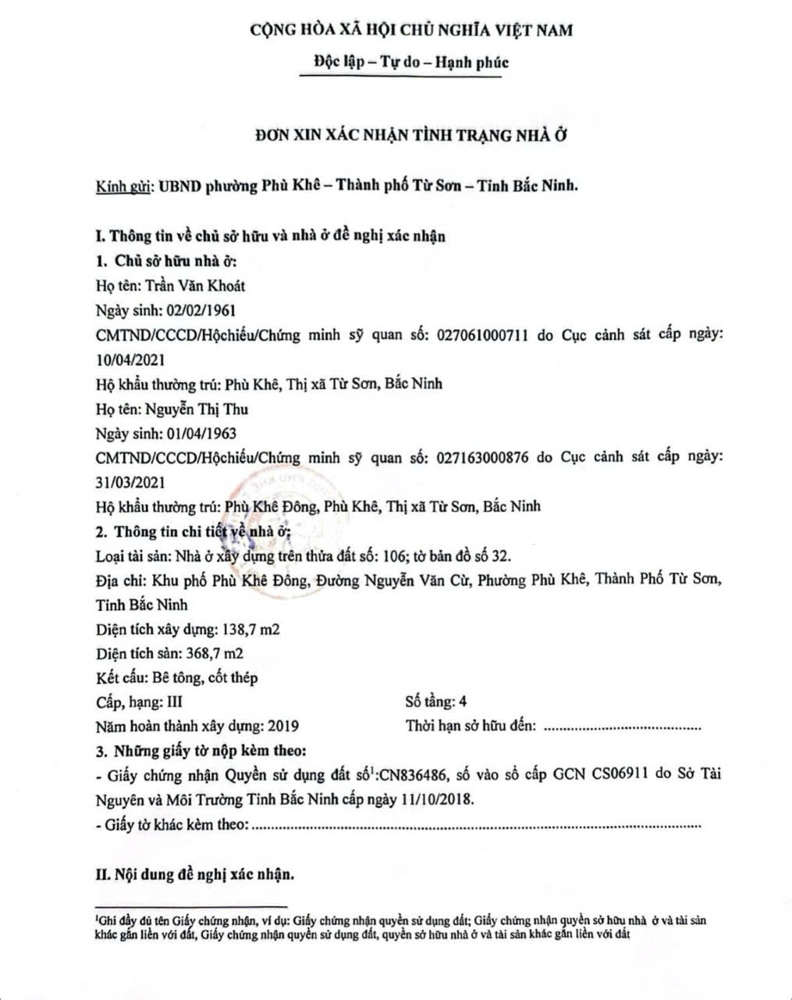 CỘNG HÒA XÃ HỘI CHỦ NGHĨA VIỆT NAM
Độc lập – Tự do – Hạnh phúc
ĐƠN XIN XÁC NHẬN TÌNH TRẠNG NHÀ Ở
Kính gửi: UBND phường Phù Khê – Thành phố Từ Sơn – Tỉnh Bắc Ninh.
I. Thông tin về chủ sở hữu và nhà ở đề nghị xác nhận
1. Chủ sở hữu nhà ở:
Họ tên: Trần Văn Khoát
Ngày sinh: 02/02/1961
CMTND/CCCD/Hộchiếu/Chứng minh sỹ quan số: 027061000711 do Cục cảnh sát cấp ngày:
10/04/2021
Hộ khẩu thường trú: Phù Khê, Thị xã Từ Sơn, Bắc Ninh
Họ tên: Nguyễn Thị Thu
Ngày sinh: 01/04/1963
CMTND/CCCD/Hộchiếu/Chứng minh sỹ quan số: 027163000876 do Cục cảnh sát cấp ngày:
31/03/2021
Hộ khẩu thường trú: Phù Khê Đông, Phù Khê, Thị xã Từ Sơn, Bắc Ninh
2. Thông tin chi tiết về nhà ở:
Loại tài sản: Nhà ở xây dựng trên thửa đất số: 106; tờ bản đồ số 32.
Địa chỉ: Khu phố Phù Khê Đông, Đường Nguyễn Văn Cừ, Phường Phù Khê, Thành Phố Từ Sơn,
Tỉnh Bắc Ninh
Diện tích xây dựng: 138,7 m2
Diện tích sàn: 368,7 m2
Kết cấu: Bê tông, cốt thép
Cấp, hạng: III Số tầng: 4
Năm hoàn thành xây dựng: 2019 Thời hạn sở hữu đến: ........................................
3. Những giấy tờ nộp kèm theo:
- Giấy chứng nhận Quyền sử dụng đất số¹:CN836486, số vào sổ cấp GCN CS06911 do Sở Tài
Nguyên và Môi Trường Tỉnh Bắc Ninh cấp ngày 11/10/2018.
- Giấy tờ khác kèm theo: ....................................................................................................
II. Nội dung đề nghị xác nhận.
¹Ghi đầy đủ tên Giấy chứng nhận, ví dụ: Giấy chứng nhận quyền sử dụng đất; Giấy chứng nhận quyền sở hữu nhà ở và tài sản
khác gắn liền với đất, Giấy chứng nhận quyền sử dụng đất, quyền sở hữu nhà ở và tài sản khác gắn liền với đất